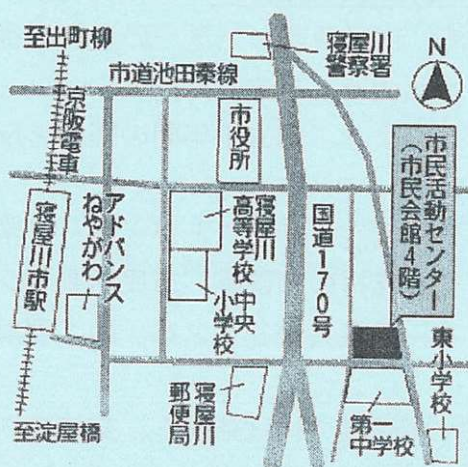 至出町柳
寝屋川
警察署
N
市道池田秦線
京阪電車
市役所
市民活動センター
(市民会館4階)
アドバンス
ねやがわ
寝屋川市駅
寝屋川
高等学校
中央
小学校
国道170号
東小学校
寝屋川
郵便局
第一
中学校
至淀屋橋